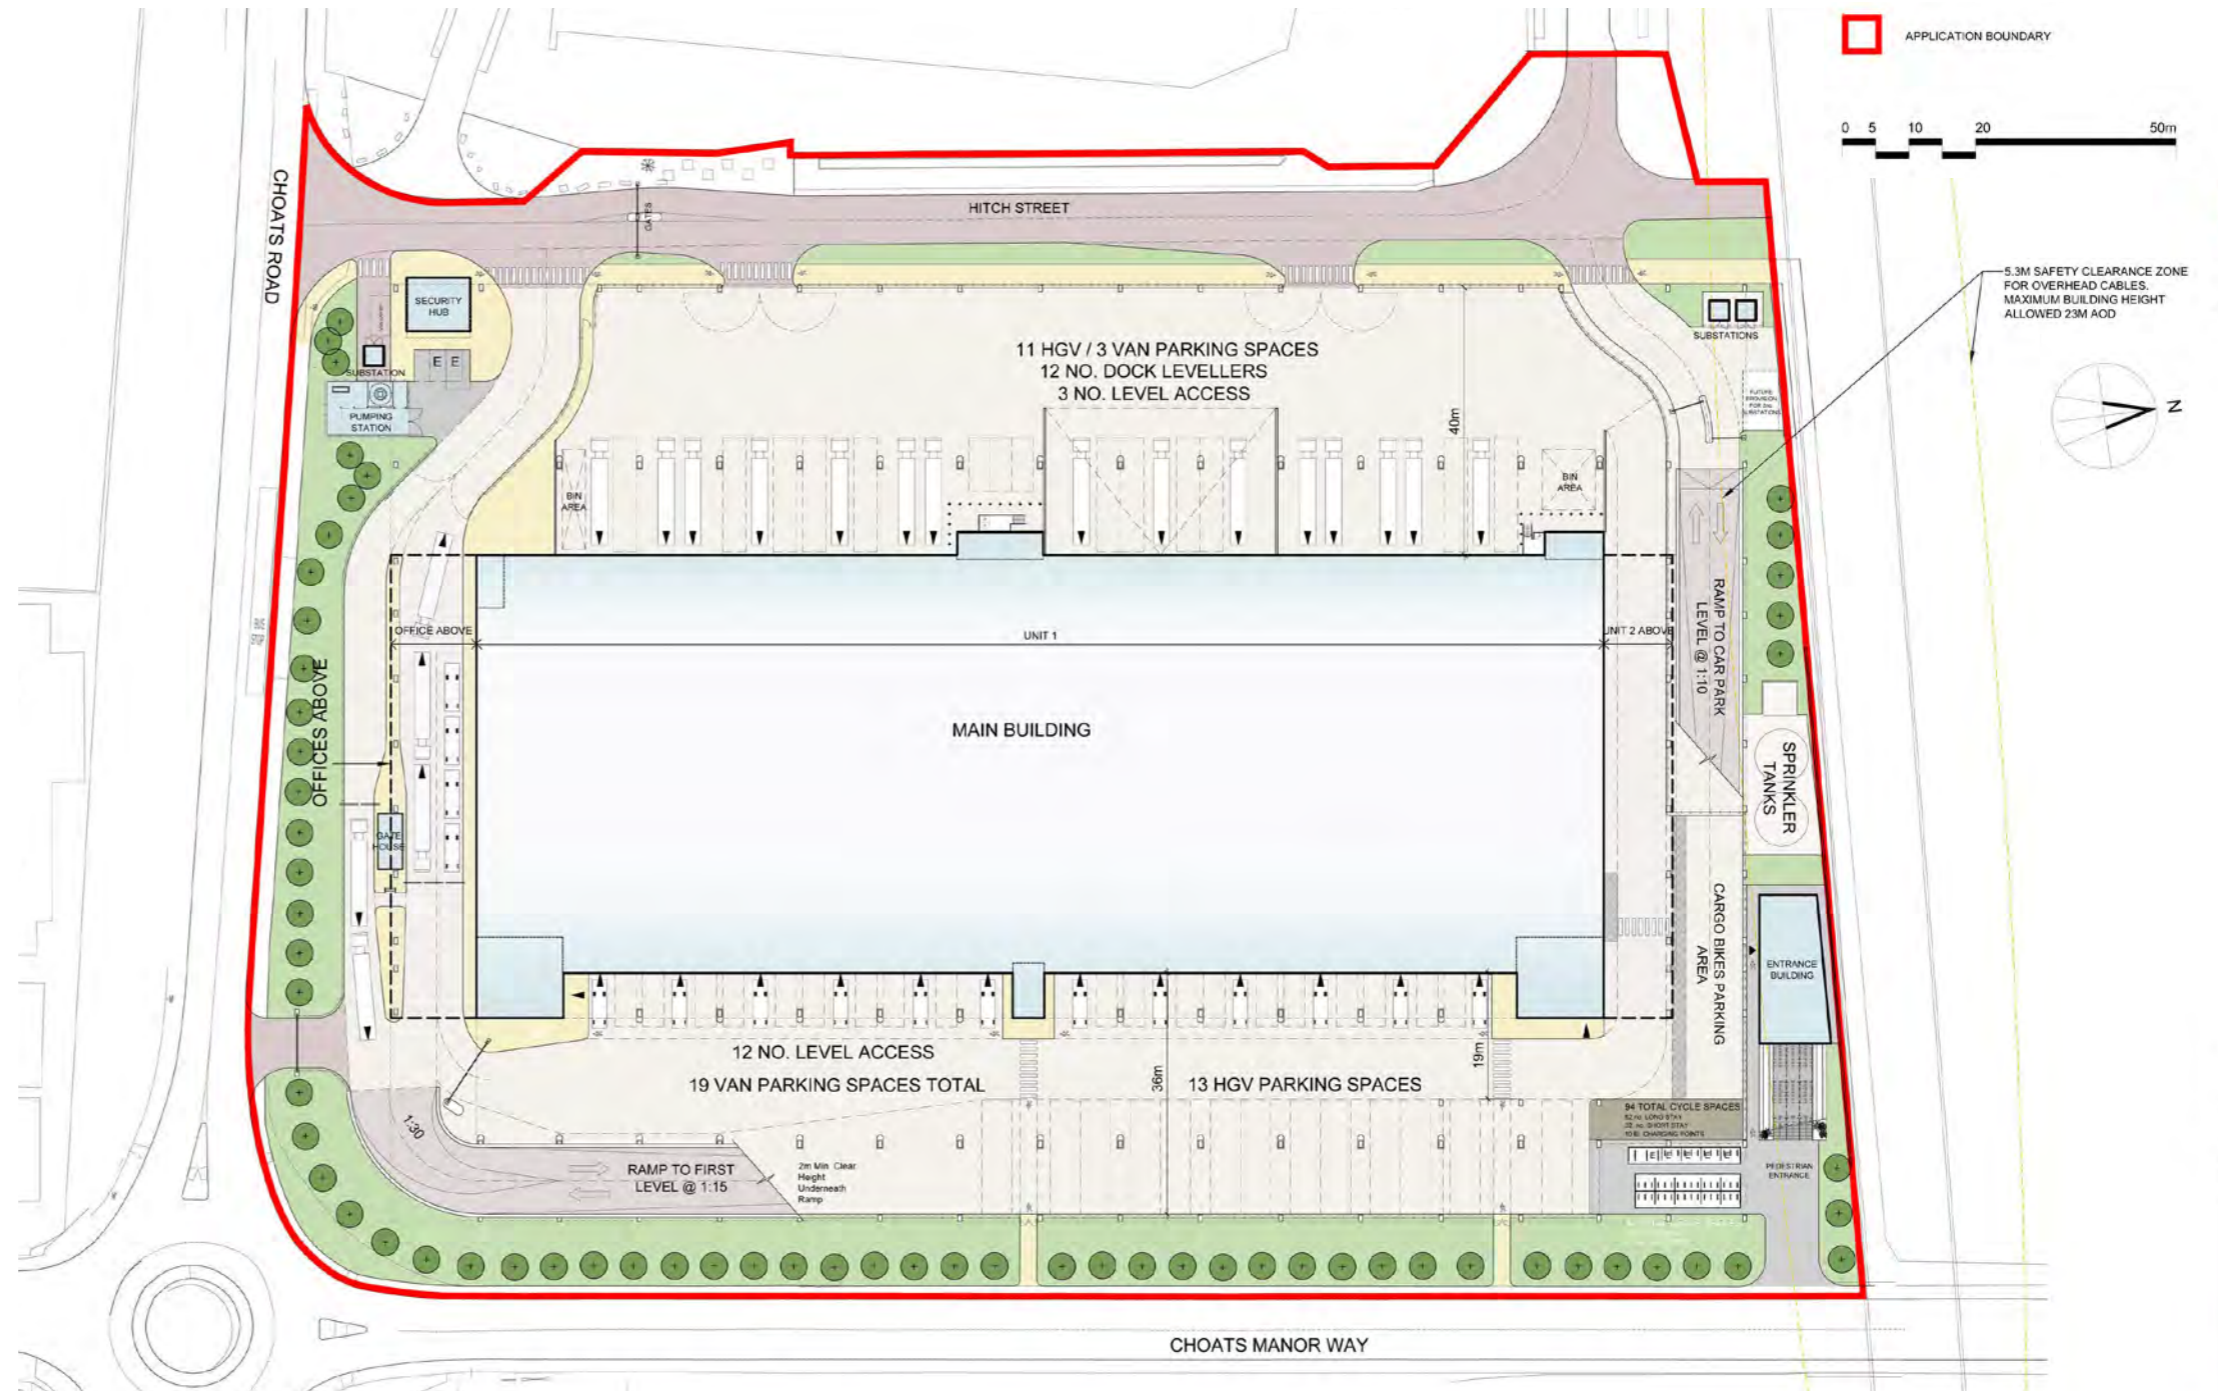 APPLICATION BOUNDARY
0 5 10 20 50m
CHOATS ROAD
HITCH STREET
GATES
5.3M SAFETY CLEARANCE ZONE
FOR OVERHEAD CABLES.
MAXIMUM BUILDING HEIGHT
ALLOWED 23M AOD
N
SECURITY
HUB
E E
SUBSTATION
PUMPING
STATION
SUBSTATIONS
11 HGV / 3 VAN PARKING SPACES
12 NO. DOCK LEVELLERS
3 NO. LEVEL ACCESS
40m
BIN
AREA
BIN
AREA
BUS
STOP
OFFICE ABOVE
UNIT 1
UNIT 2 ABOVE
RAMP TO CAR PARK
LEVEL @ 1:10
OFFICES ABOVE
MAIN BUILDING
SPRINKLER
TANKS
GATE
HOUSE
CARGO BIKES PARKING
AREA
ENTRANCE
BUILDING
12 NO. LEVEL ACCESS
19 VAN PARKING SPACES TOTAL
36m
13 HGV PARKING SPACES
19m
94 TOTAL CYCLE SPACES
1:30
RAMP TO FIRST
LEVEL @ 1:15
2m Min Clear
Height
Underneath
Ramp
PEDESTRIAN
ENTRANCE
CHOATS MANOR WAY